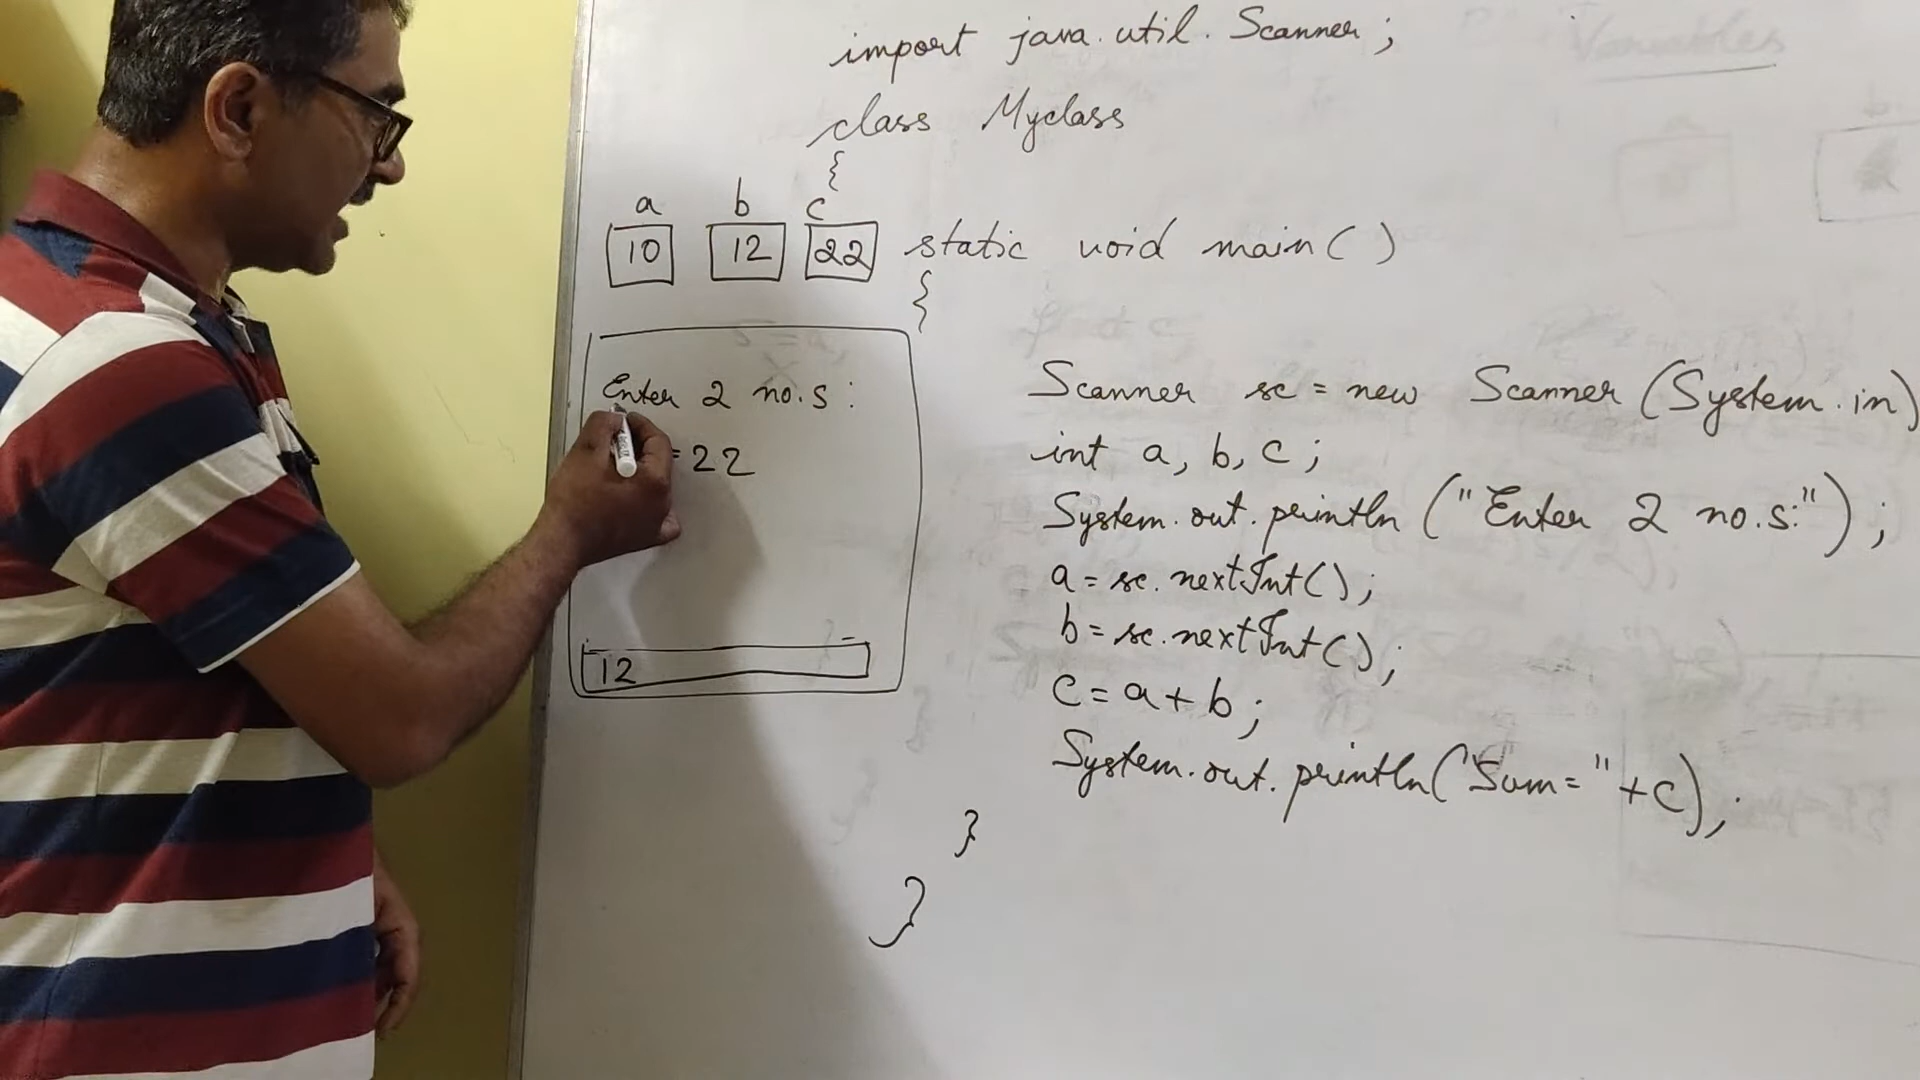 import java.util.Scanner;
class Myclass
{
a b c
10 12 22
static void main()
{
Enter 2 no.s:
=22
12
Scanner sc = new Scanner(System.in)
int a, b, c;
System.out.println("Enter 2 no.s:");
a = sc.nextInt();
b = sc.nextInt();
c = a + b;
System.out.println("Sum= "+c);
}
}
Variables